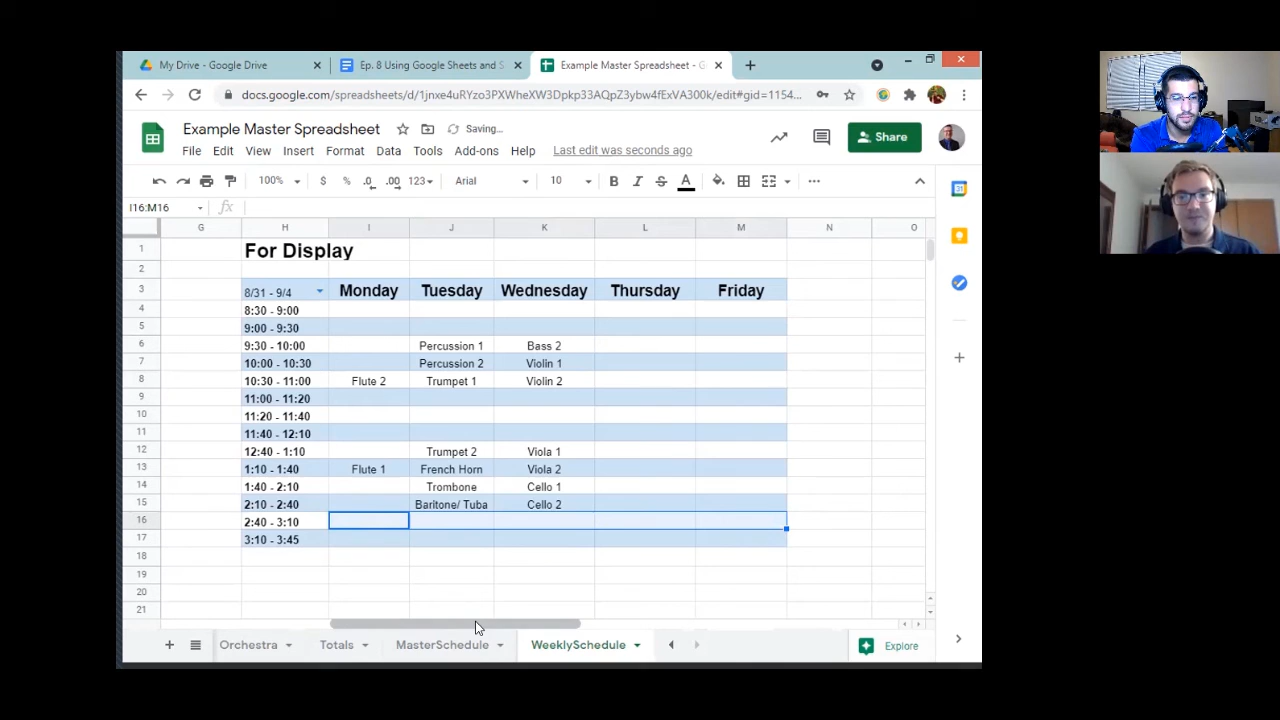 My Drive - Google Drive
Ep. 8 Using Google Sheets and S
Example Master Spreadsheet - G
Example Master Spreadsheet
Saving...
File Edit View Insert Format Data Tools Add-ons Help Last edit was seconds ago
Share
100% $ % .0 .00 123 Arial 10 B I S A
I16:M16 fx
G H I J K L M N O
1 For Display
2
3 8/31 - 9/4 Monday Tuesday Wednesday Thursday Friday
4 8:30 - 9:00
5 9:00 - 9:30
6 9:30 - 10:00 Percussion 1 Bass 2
7 10:00 - 10:30 Percussion 2 Violin 1
8 10:30 - 11:00 Flute 2 Trumpet 1 Violin 2
9 11:00 - 11:20
10 11:20 - 11:40
11 11:40 - 12:10
12 12:40 - 1:10 Trumpet 2 Viola 1
13 1:10 - 1:40 Flute 1 French Horn Viola 2
14 1:40 - 2:10 Trombone Cello 1
15 2:10 - 2:40 Baritone/ Tuba Cello 2
16 2:40 - 3:10
17 3:10 - 3:45
18
19
20
21
Orchestra Totals MasterSchedule WeeklySchedule Explore